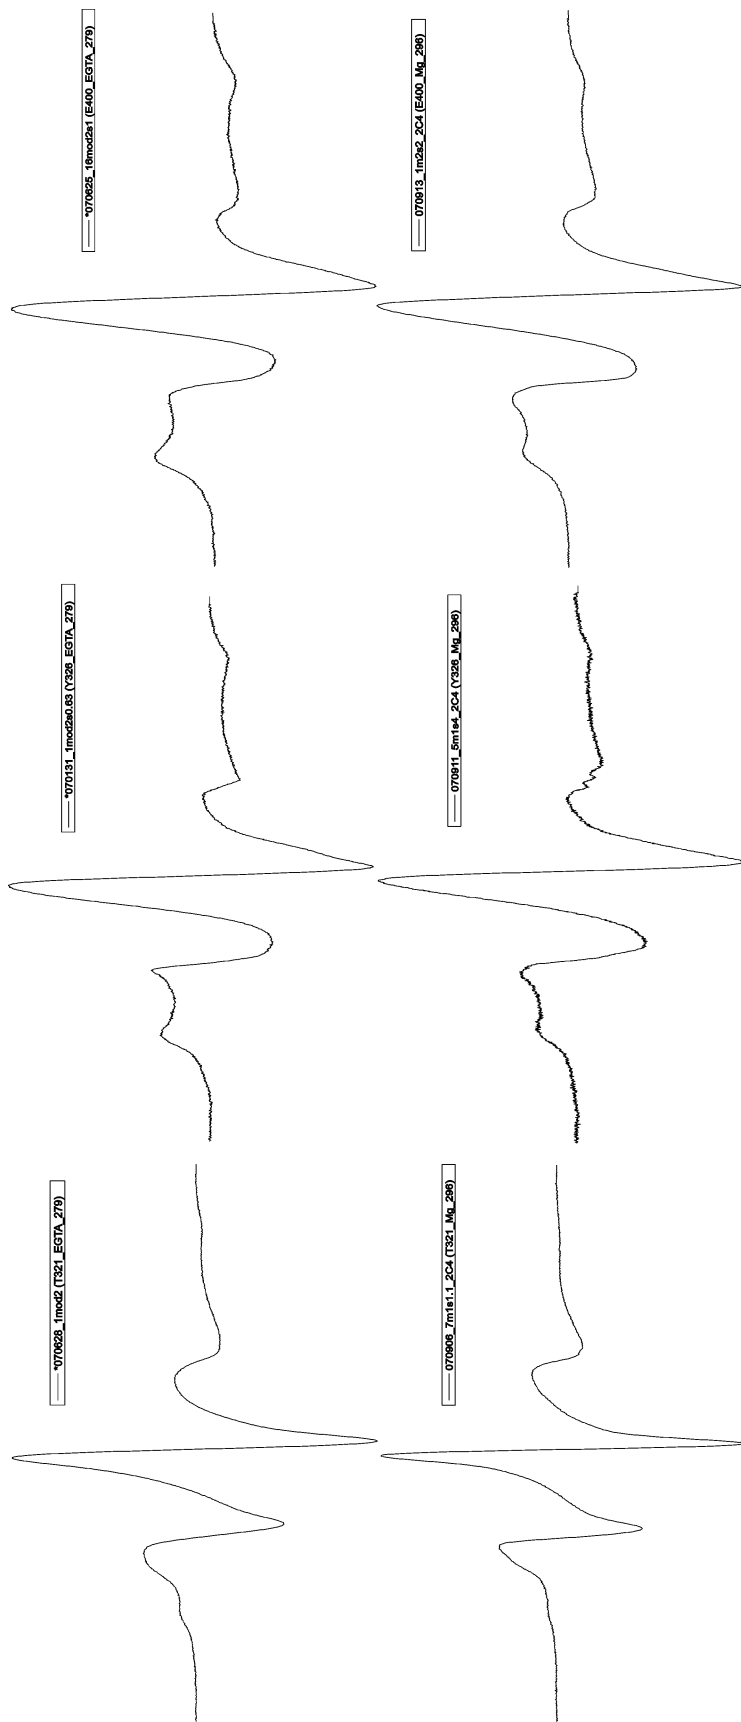 *070628_1mod2 (T321_EGTA_279)
*070131_1mod2s0.63 (Y326_EGTA_279)
*070625_16mod2s1 (E400_EGTA_279)
070906_7m1s1.1_2C4 (T321_Mg_296)
070911_5m1s4_2C4 (Y326_Mg_296)
070913_1m2s2_2C4 (E400_Mg_296)